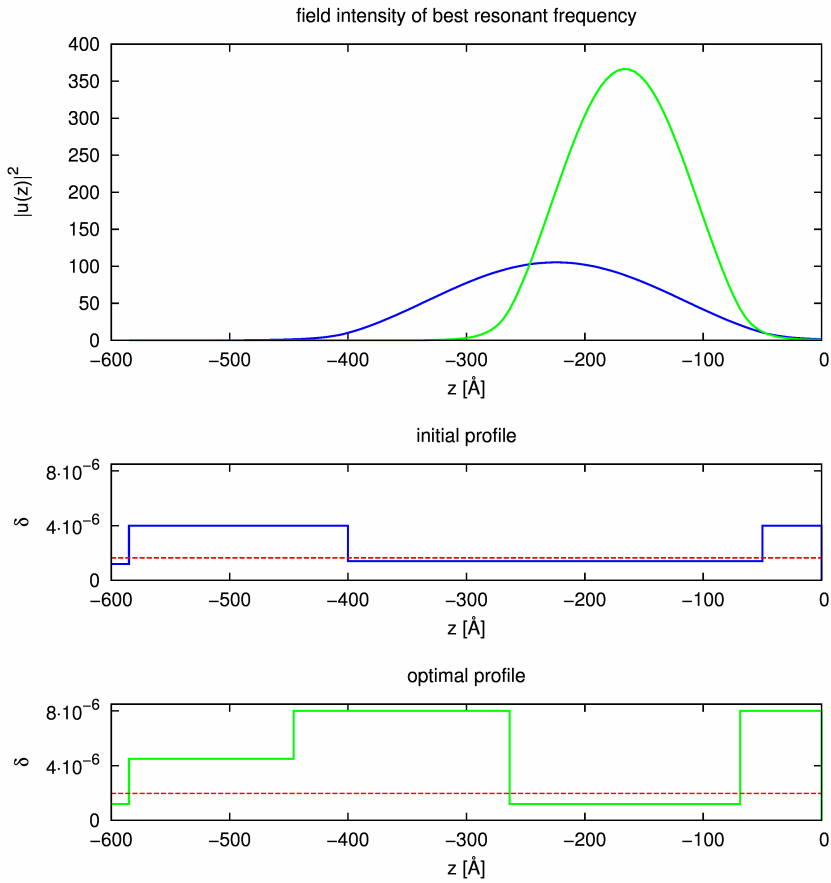 field intensity of best resonant frequency
400
350
300
250
200
150
100
50
0
|u(z)|²
−600 −500 −400 −300 −200 −100 0
z [Å]
initial profile
8·10⁻⁶
4·10⁻⁶
0
δ
−600 −500 −400 −300 −200 −100 0
z [Å]
optimal profile
8·10⁻⁶
4·10⁻⁶
0
δ
−600 −500 −400 −300 −200 −100 0
z [Å]